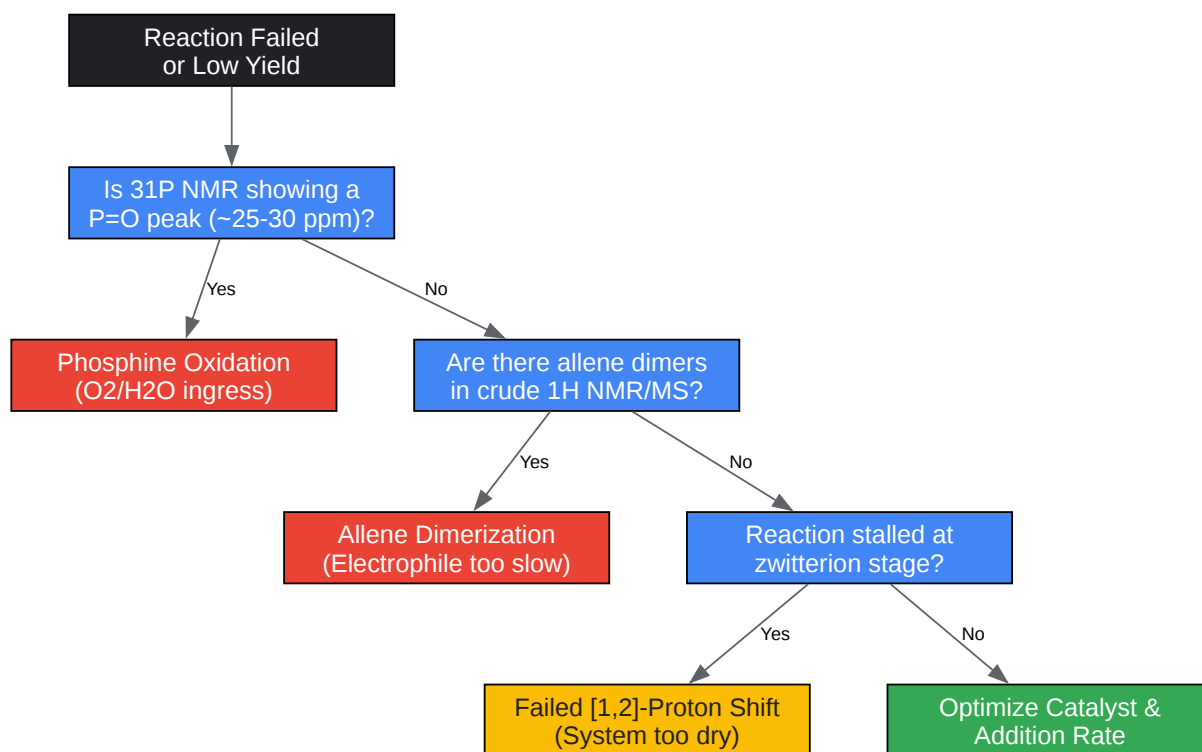 Reaction Failed
or Low Yield
Is 31P NMR showing a
P=O peak (~25-30 ppm)?
Yes
No
Phosphine Oxidation
(O2/H2O ingress)
Are there allene dimers
in crude 1H NMR/MS?
Yes
No
Allene Dimerization
(Electrophile too slow)
Reaction stalled at
zwitterion stage?
Yes
No
Failed [1,2]-Proton Shift
(System too dry)
Optimize Catalyst &
Addition Rate